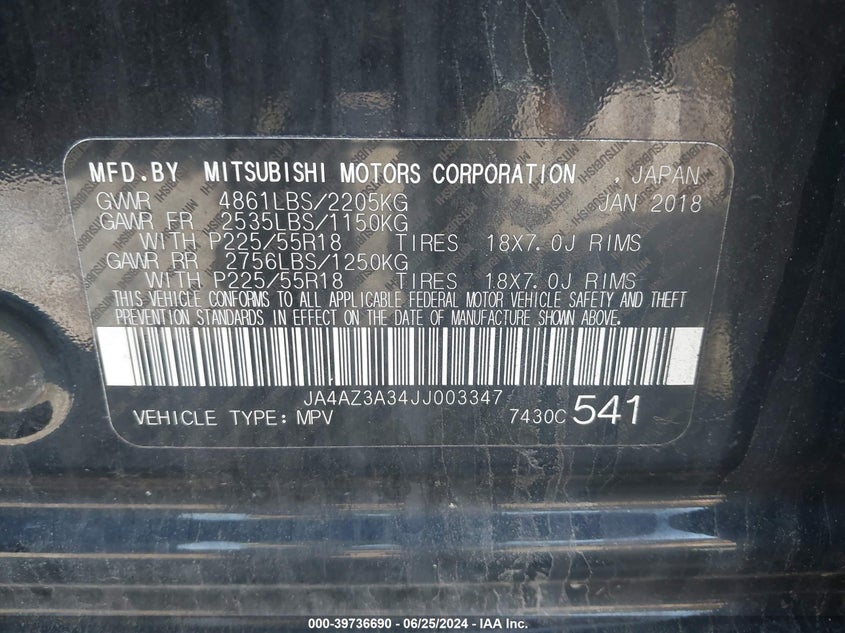 MFD.BY MITSUBISHI MOTORS CORPORATION , JAPAN
GVWR 4861LBS/2205KG JAN 2018
GAWR FR 2535LBS/1150KG
WITH P225/55R18 TIRES 18X7.0J RIMS
GAWR RR 2756LBS/1250KG
WITH P225/55R18 TIRES 18X7.0J RIMS
THIS VEHICLE CONFORMS TO ALL APPLICABLE FEDERAL MOTOR VEHICLE SAFETY AND THEFT
PREVENTION STANDARDS IN EFFECT ON THE DATE OF MANUFACTURE SHOWN ABOVE.
JA4AZ3A34JJ003347
VEHICLE TYPE: MPV 7430C 541
000-39736690 - 06/25/2024 - IAA Inc.